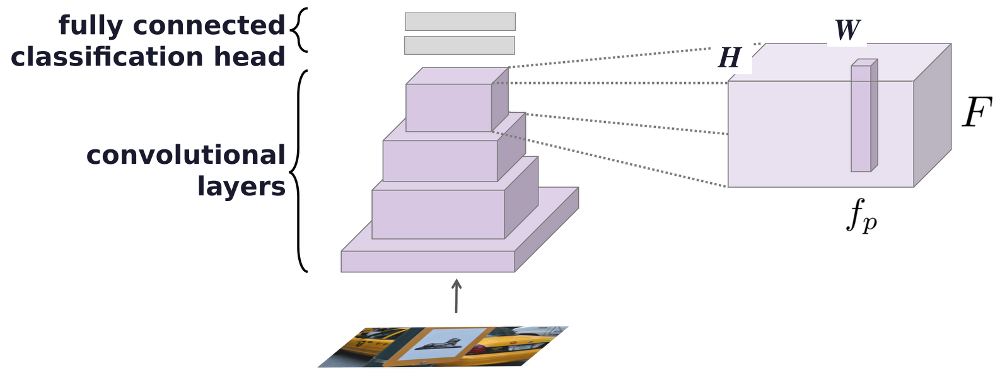 fully connected
classification head
convolutional
layers
H
W
F
f_p